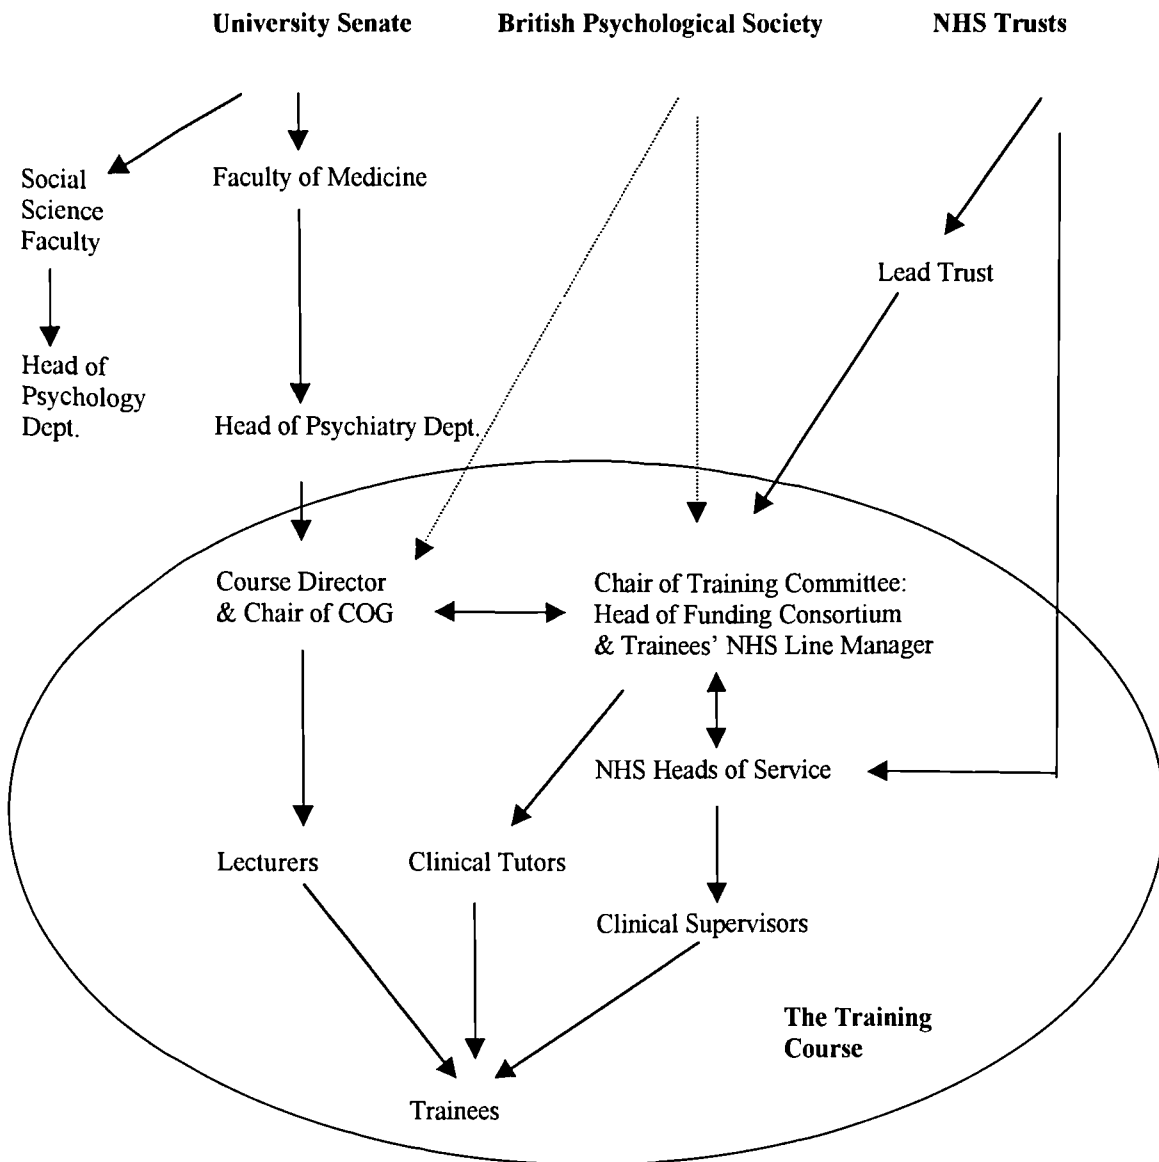 University Senate
British Psychological Society
NHS Trusts
Social
Science
Faculty
Faculty of Medicine
Lead Trust
Head of
Psychology
Dept.
Head of Psychiatry Dept.
Course Director
& Chair of COG
Chair of Training Committee:
Head of Funding Consortium
& Trainees' NHS Line Manager
NHS Heads of Service
Lecturers
Clinical Tutors
Clinical Supervisors
The Training
Course
Trainees